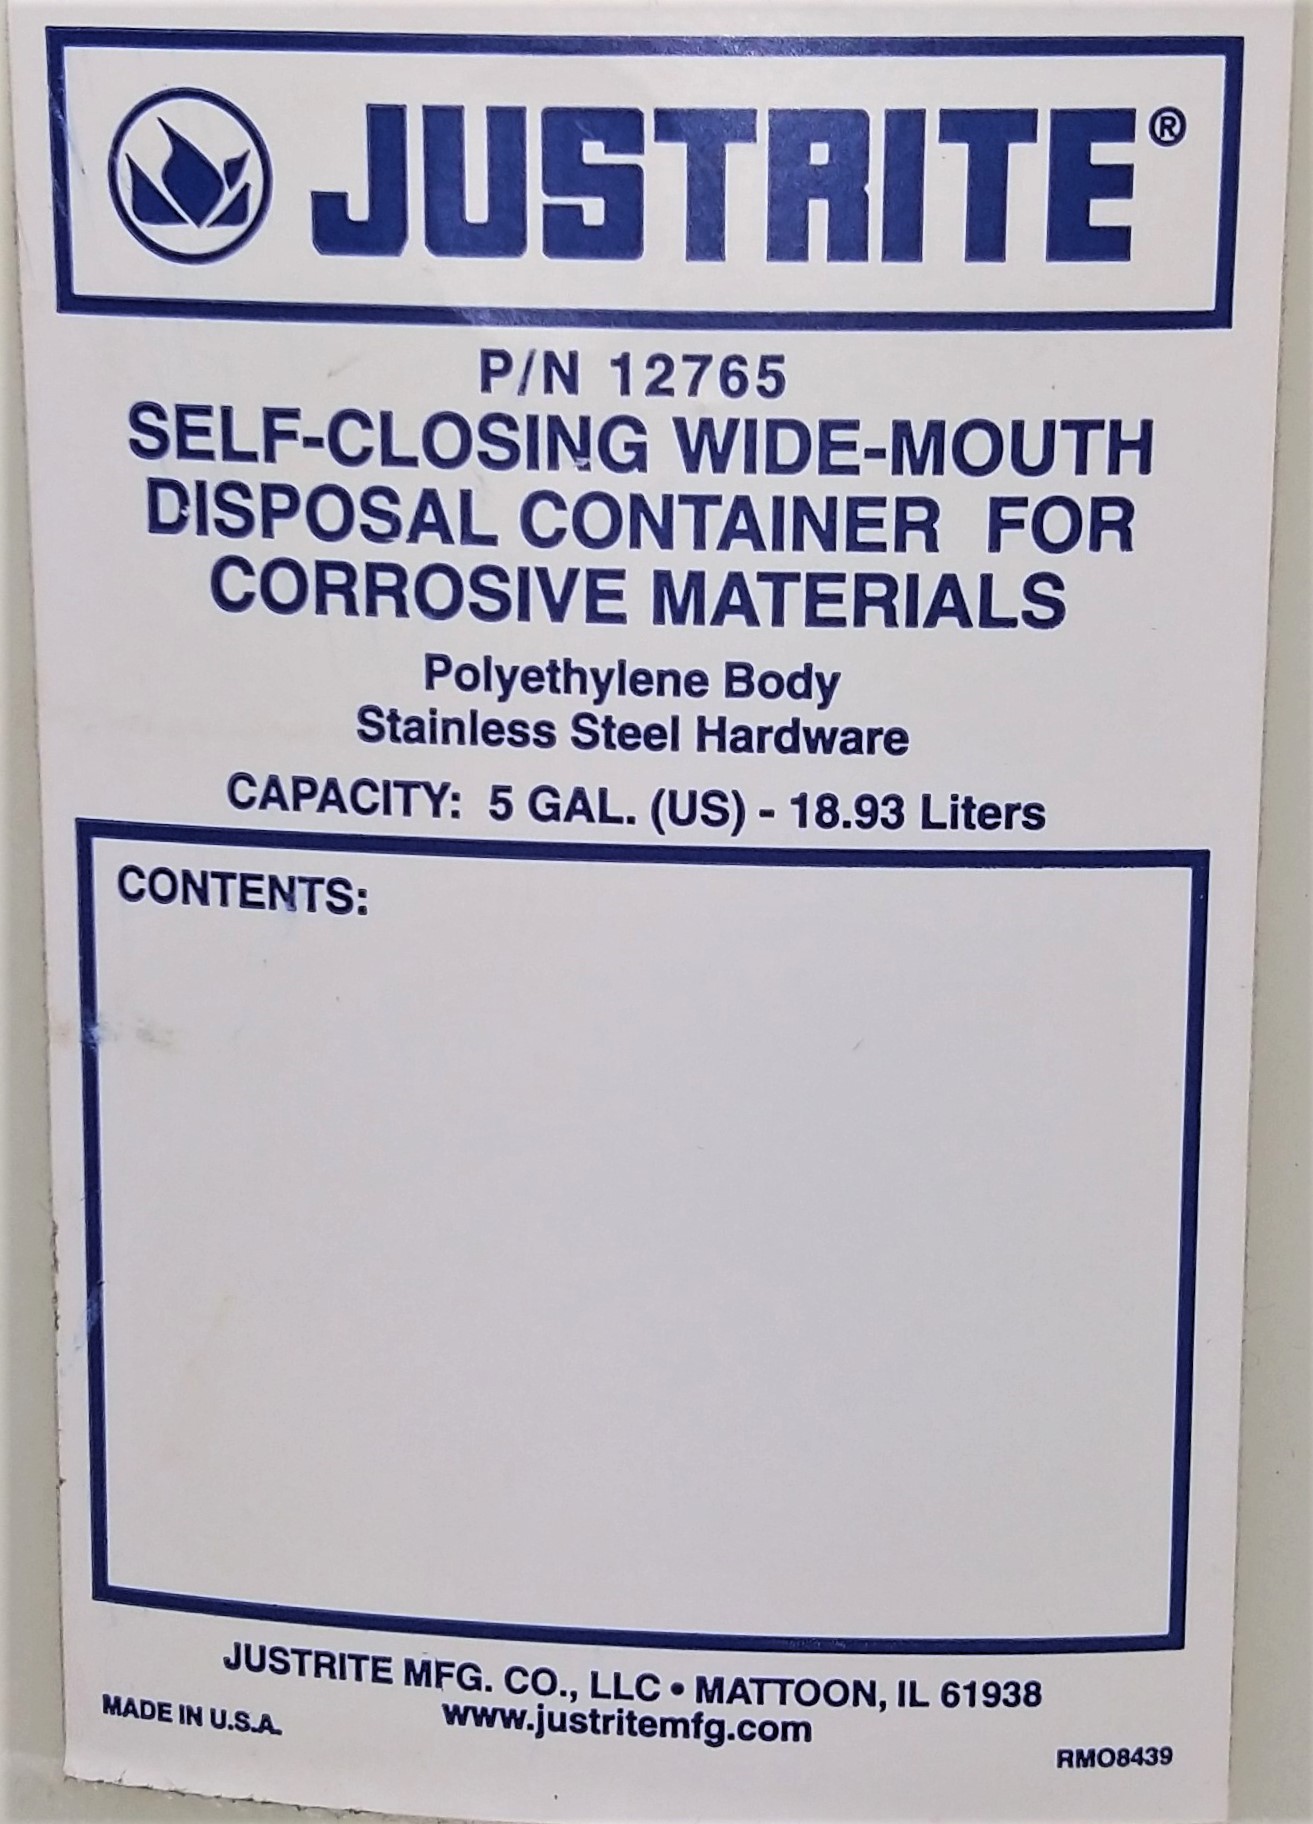 JUSTRITE®
P/N 12765
SELF-CLOSING WIDE-MOUTH
DISPOSAL CONTAINER FOR
CORROSIVE MATERIALS
Polyethylene Body
Stainless Steel Hardware
CAPACITY: 5 GAL. (US) - 18.93 Liters
CONTENTS:
JUSTRITE MFG. CO., LLC • MATTOON, IL 61938
www.justritemfg.com
MADE IN U.S.A.
RMO8439